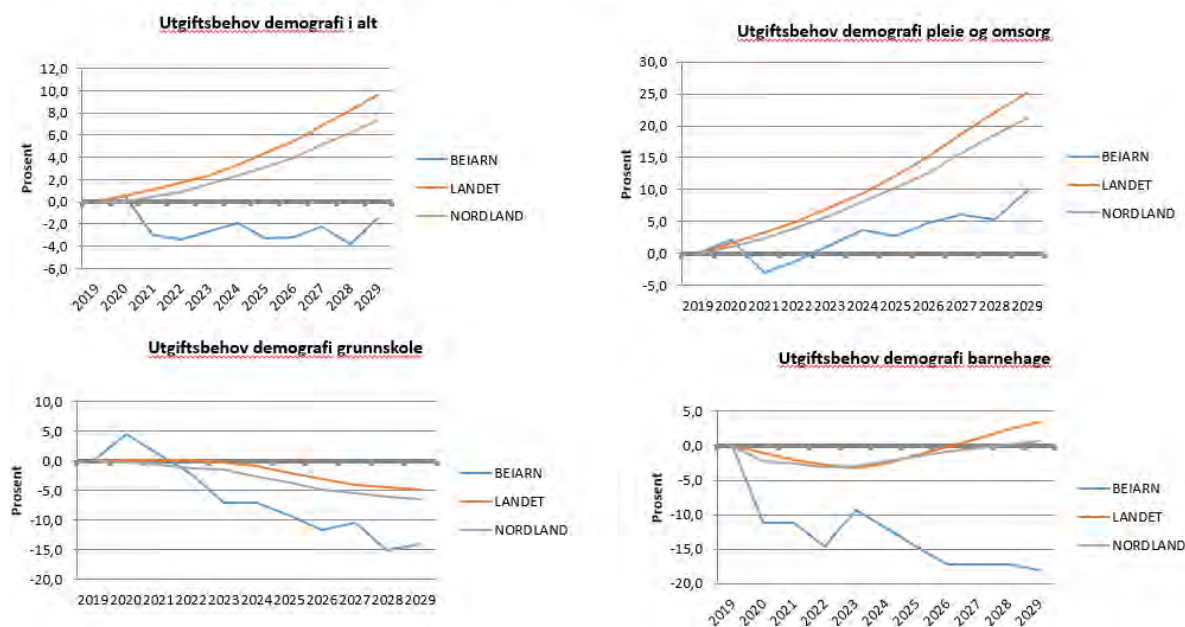 Utgiftsbehov demografi i alt
12,0
10,0
8,0
6,0
4,0
2,0
0,0
-2,0
-4,0
-6,0
Prosent
2019 2020 2021 2022 2023 2024 2025 2026 2027 2028 2029
BEIARN
LANDET
NORDLAND
Utgiftsbehov demografi pleie og omsorg
30,0
25,0
20,0
15,0
10,0
5,0
0,0
-5,0
Prosent
2019 2020 2021 2022 2023 2024 2025 2026 2027 2028 2029
BEIARN
LANDET
NORDLAND
Utgiftsbehov demografi grunnskole
10,0
5,0
0,0
-5,0
-10,0
-15,0
-20,0
Prosent
2019 2020 2021 2022 2023 2024 2025 2026 2027 2028 2029
BEIARN
LANDET
NORDLAND
Utgiftsbehov demografi barnehage
5,0
0,0
-5,0
-10,0
-15,0
-20,0
Prosent
2019 2020 2021 2022 2023 2024 2025 2026 2027 2028 2029
BEIARN
LANDET
NORDLAND